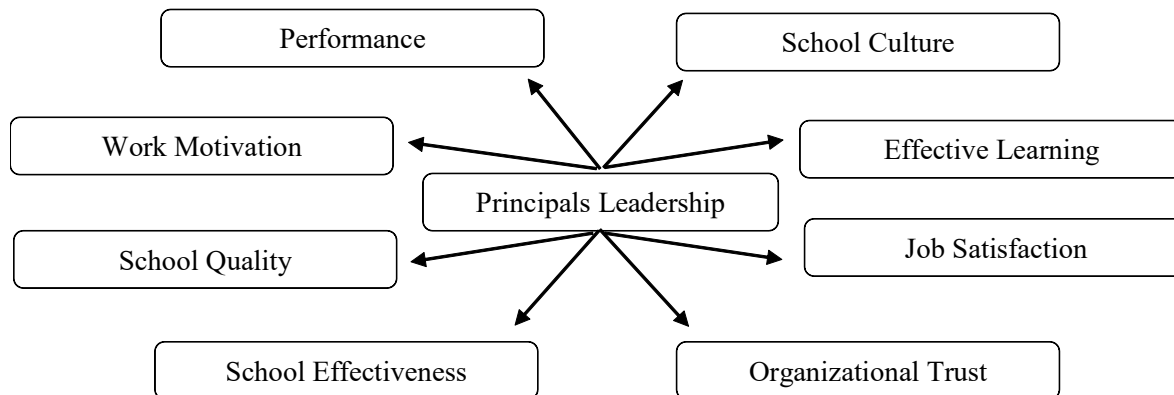 Performance
School Culture
Work Motivation
Effective Learning
Principals Leadership
School Quality
Job Satisfaction
School Effectiveness
Organizational Trust